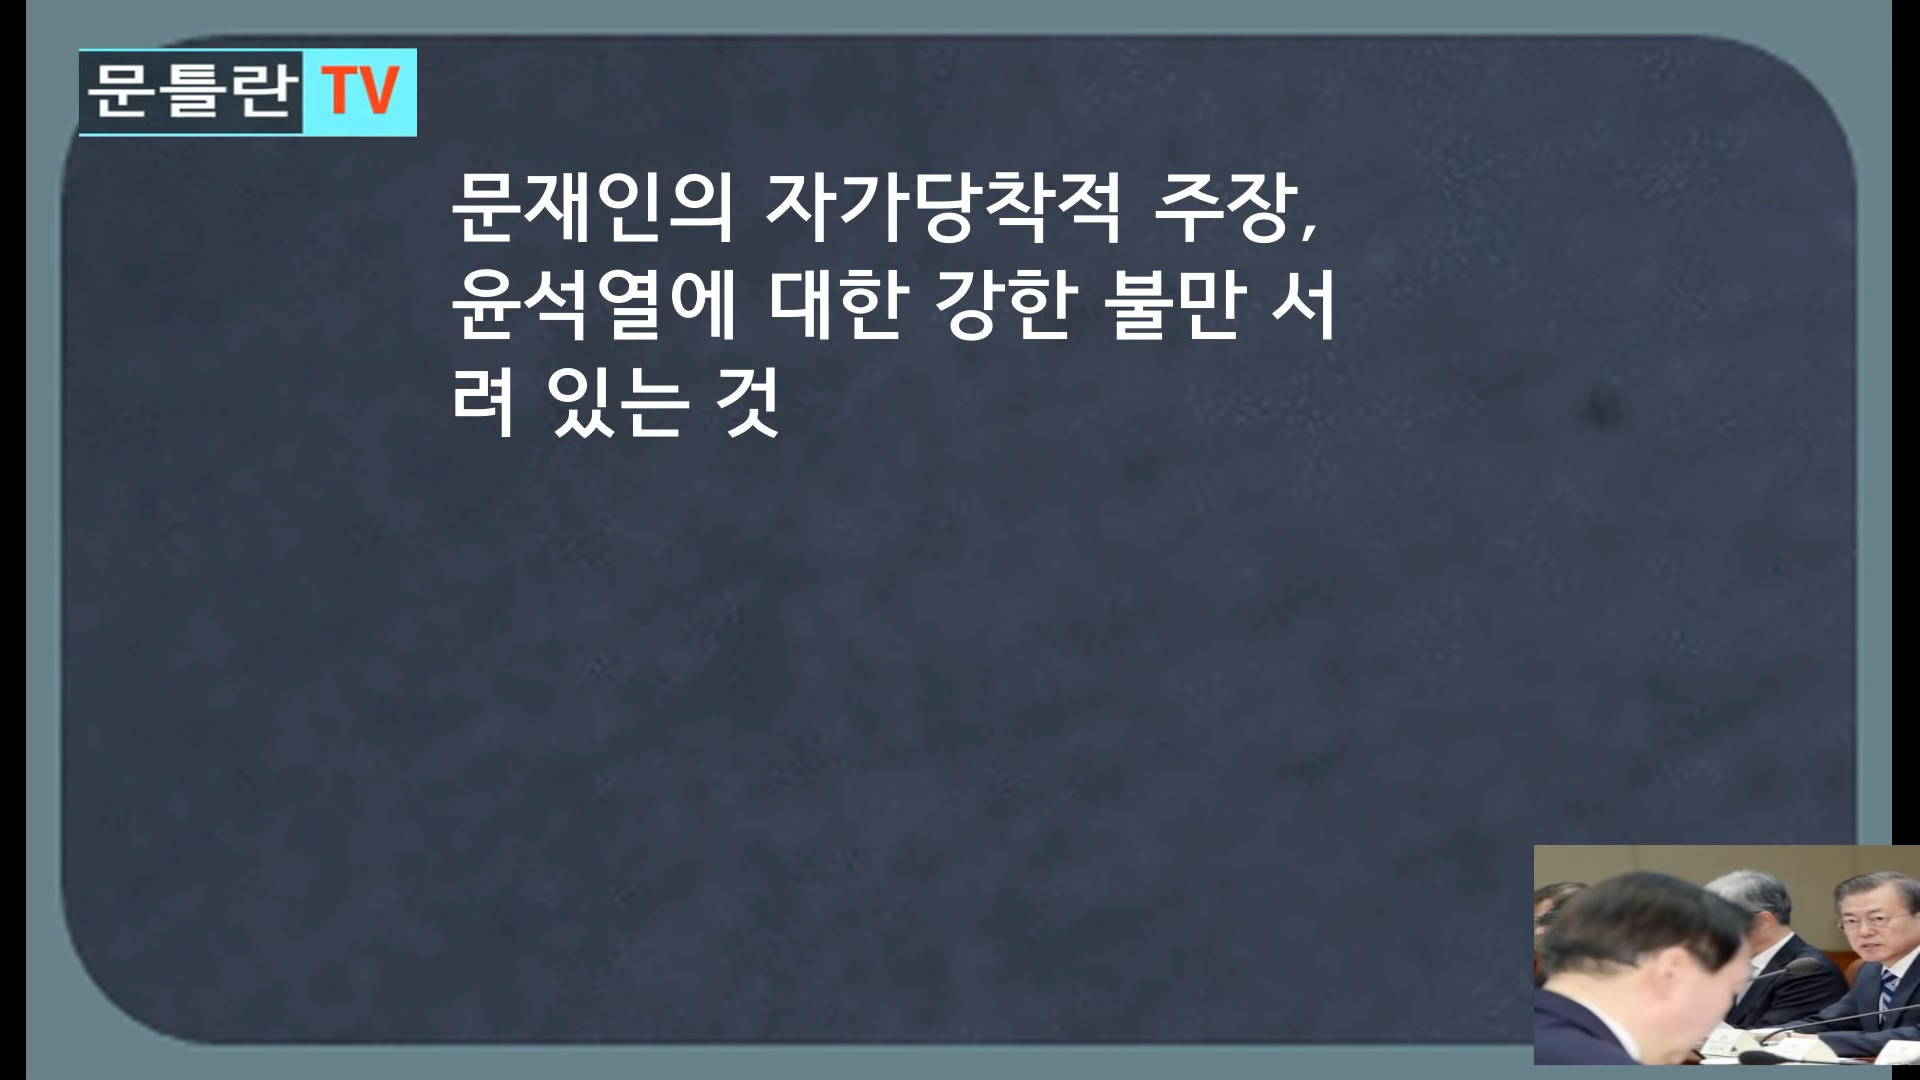 문틀란 TV
문재인의 자가당착적 주장,
윤석열에 대한 강한 불만 서
려 있는 것